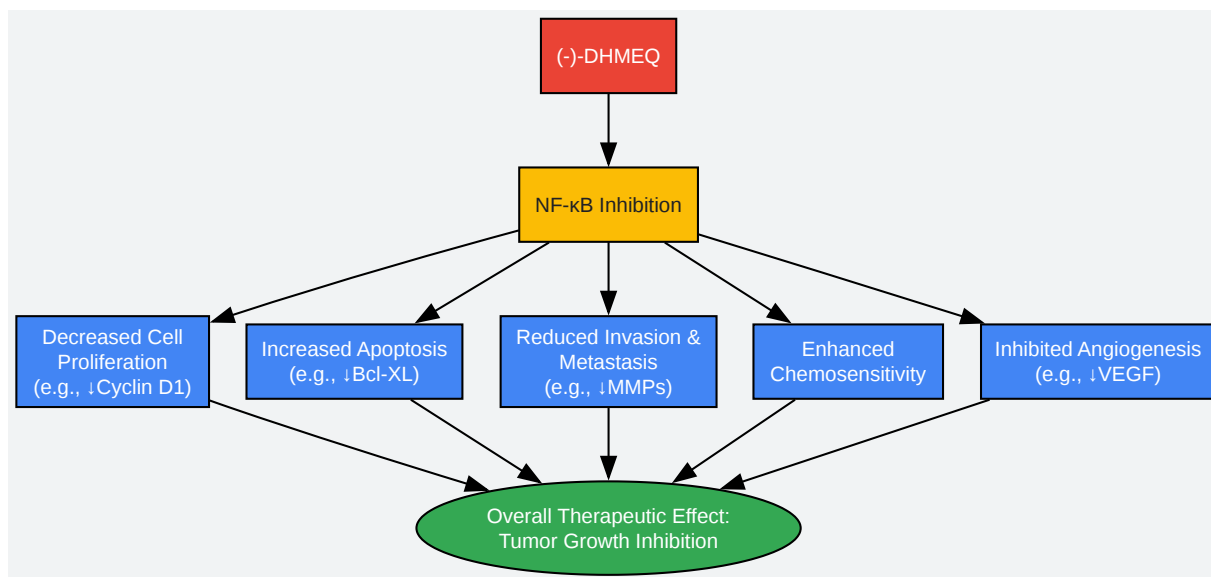 (-)-DHMEQ
NF-κB Inhibition
Decreased Cell
Proliferation
(e.g., ↓Cyclin D1)
Increased Apoptosis
(e.g., ↓Bcl-XL)
Reduced Invasion &
Metastasis
(e.g., ↓MMPs)
Enhanced
Chemosensitivity
Inhibited Angiogenesis
(e.g., ↓VEGF)
Overall Therapeutic Effect:
Tumor Growth Inhibition